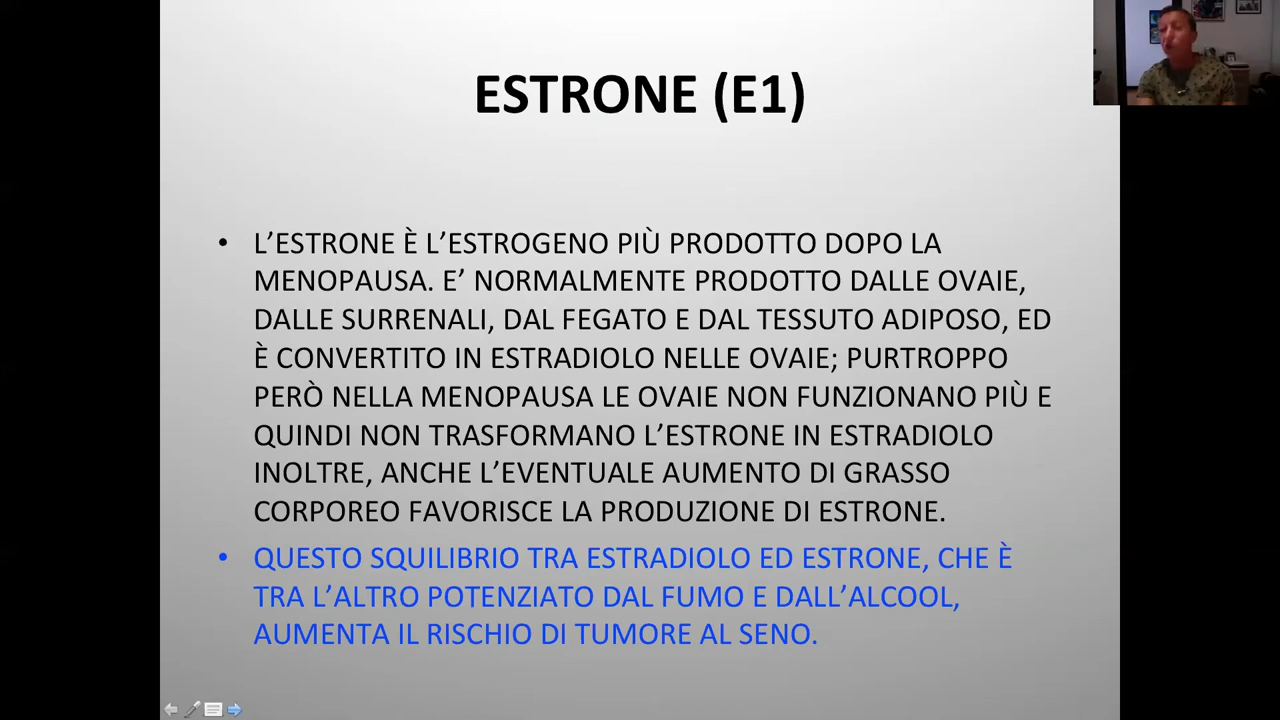 ESTRONE (E1)
• L’ESTRONE È L’ESTROGENO PIÙ PRODOTTO DOPO LA
MENOPAUSA. E’ NORMALMENTE PRODOTTO DALLE OVAIE,
DALLE SURRENALI, DAL FEGATO E DAL TESSUTO ADIPOSO, ED
È CONVERTITO IN ESTRADIOLO NELLE OVAIE; PURTROPPO
PERÒ NELLA MENOPAUSA LE OVAIE NON FUNZIONANO PIÙ E
QUINDI NON TRASFORMANO L’ESTRONE IN ESTRADIOLO
INOLTRE, ANCHE L’EVENTUALE AUMENTO DI GRASSO
CORPOREO FAVORISCE LA PRODUZIONE DI ESTRONE.
• QUESTO SQUILIBRIO TRA ESTRADIOLO ED ESTRONE, CHE È
TRA L’ALTRO POTENZIATO DAL FUMO E DALL’ALCOOL,
AUMENTA IL RISCHIO DI TUMORE AL SENO.